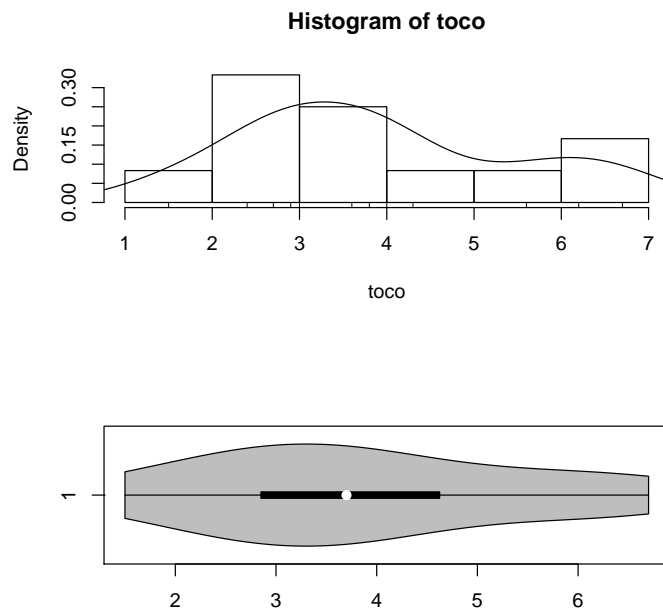 Histogram of toco
Density
0.00 0.15 0.30
1 2 3 4 5 6 7
toco
1
2 3 4 5 6